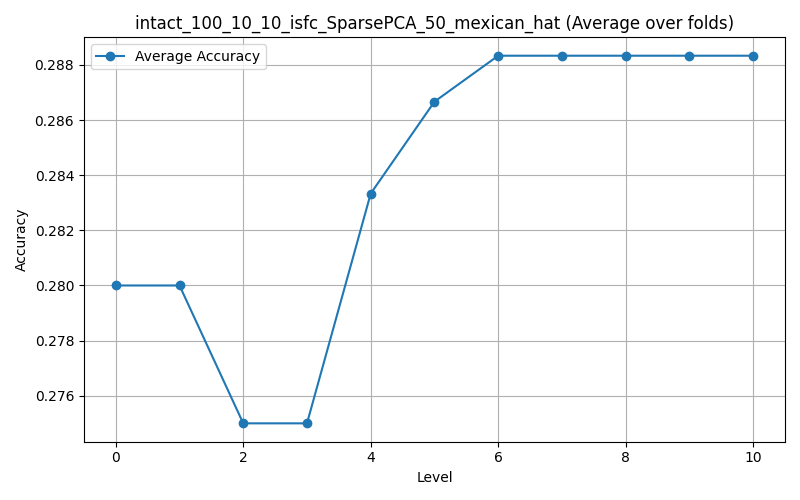 intact_100_10_10_isfc_SparsePCA_50_mexican_hat (Average over folds)
Average Accuracy
0.288
0.286
0.284
0.282
0.280
0.278
0.276
Accuracy
0 2 4 6 8 10
Level